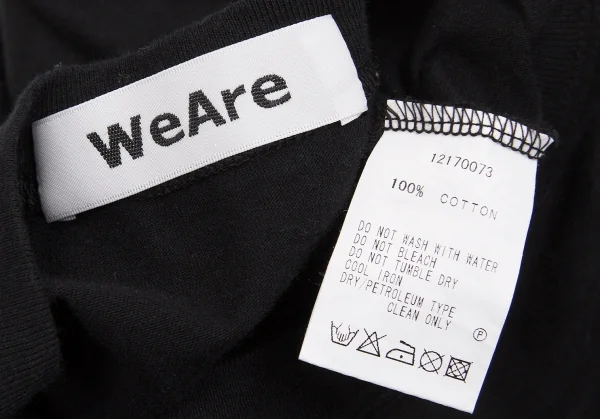 WeAre
12170073
100% COTTON
DO NOT WASH WITH WATER
DO NOT BLEACH
DO NOT TUMBLE DRY
COOL IRON
DRY/PETROLEUM TYPE
CLEAN ONLY
P